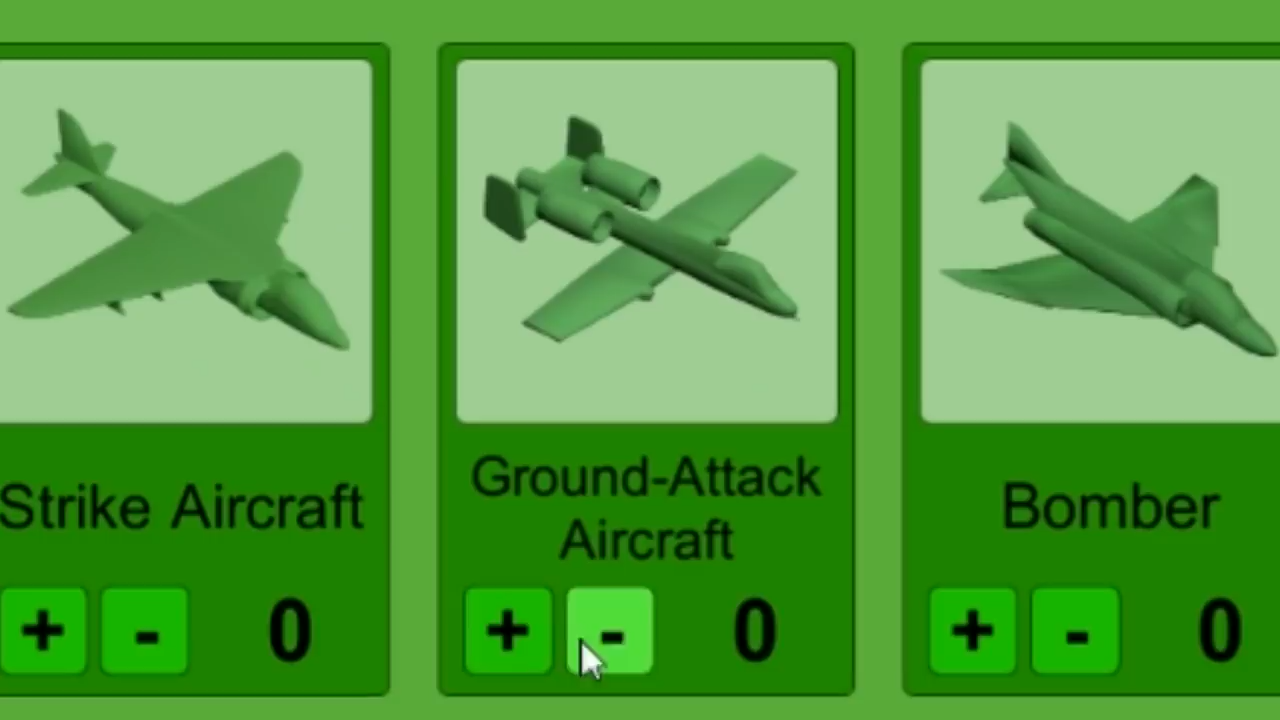 Strike Aircraft
+ - 0
Ground-Attack
Aircraft
+ - 0
Bomber
+ - 0